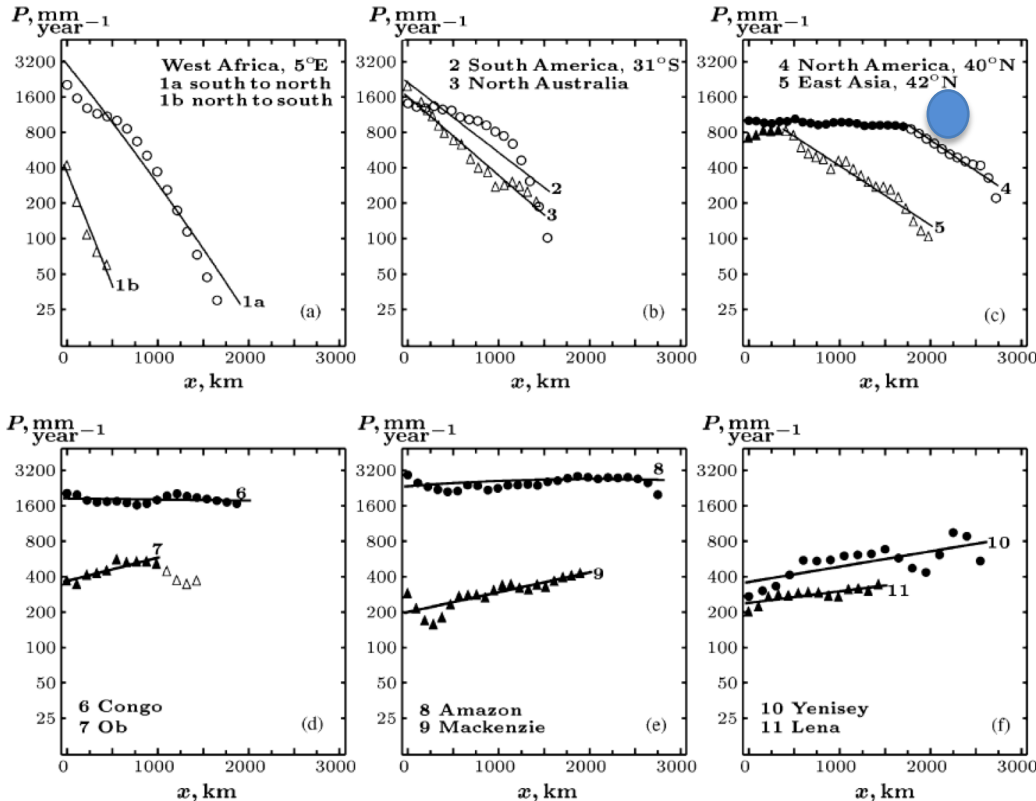 P, mm year−1
3200
1600
800
400
200
100
50
25
West Africa, 5°E
1a south to north
1b north to south
1b
1a
(a)
0 1000 2000 3000
x, km
P, mm year−1
3200
1600
800
400
200
100
50
25
2 South America, 31°S
3 North Australia
2
3
(b)
0 1000 2000 3000
x, km
P, mm year−1
3200
1600
800
400
200
100
50
25
4 North America, 40°N
5 East Asia, 42°N
4
5
(c)
0 1000 2000 3000
x, km
P, mm year−1
3200
1600
800
400
200
100
50
25
6
7
6 Congo
7 Ob
(d)
0 1000 2000 3000
x, km
P, mm year−1
3200
1600
800
400
200
100
50
25
8
9
8 Amazon
9 Mackenzie
(e)
0 1000 2000 3000
x, km
P, mm year−1
3200
1600
800
400
200
100
50
25
10
11
10 Yenisey
11 Lena
(f)
0 1000 2000 3000
x, km